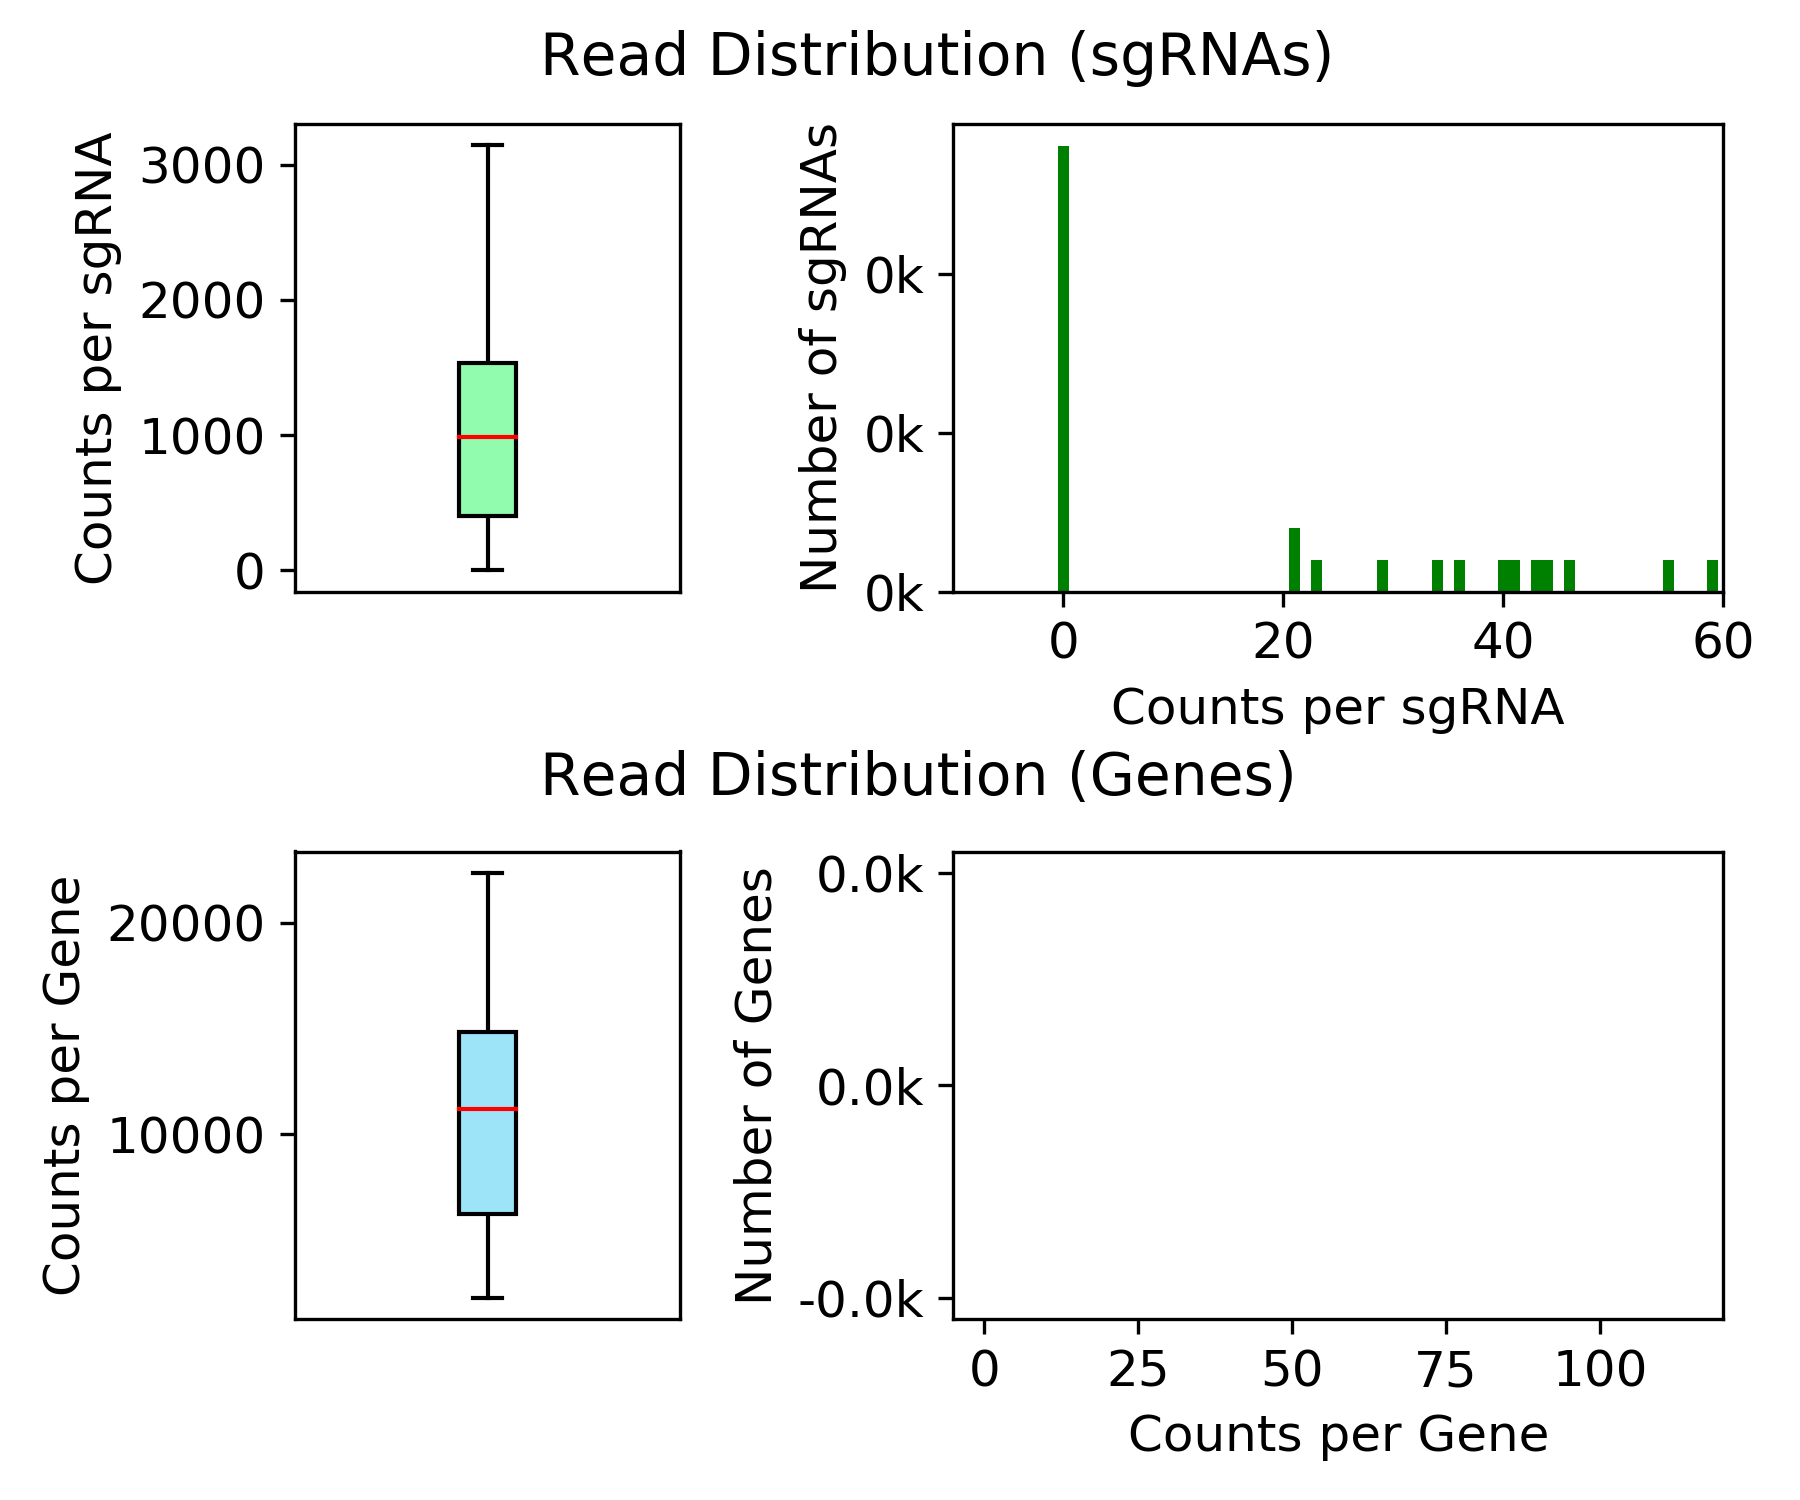 Read Distribution (sgRNAs)
Counts per sgRNA
3000
2000
1000
0
Number of sgRNAs
0k
0k
0k
0
20
40
60
Counts per sgRNA
Read Distribution (Genes)
Counts per Gene
20000
10000
Number of Genes
0.0k
0.0k
-0.0k
0
25
50
75
100
Counts per Gene